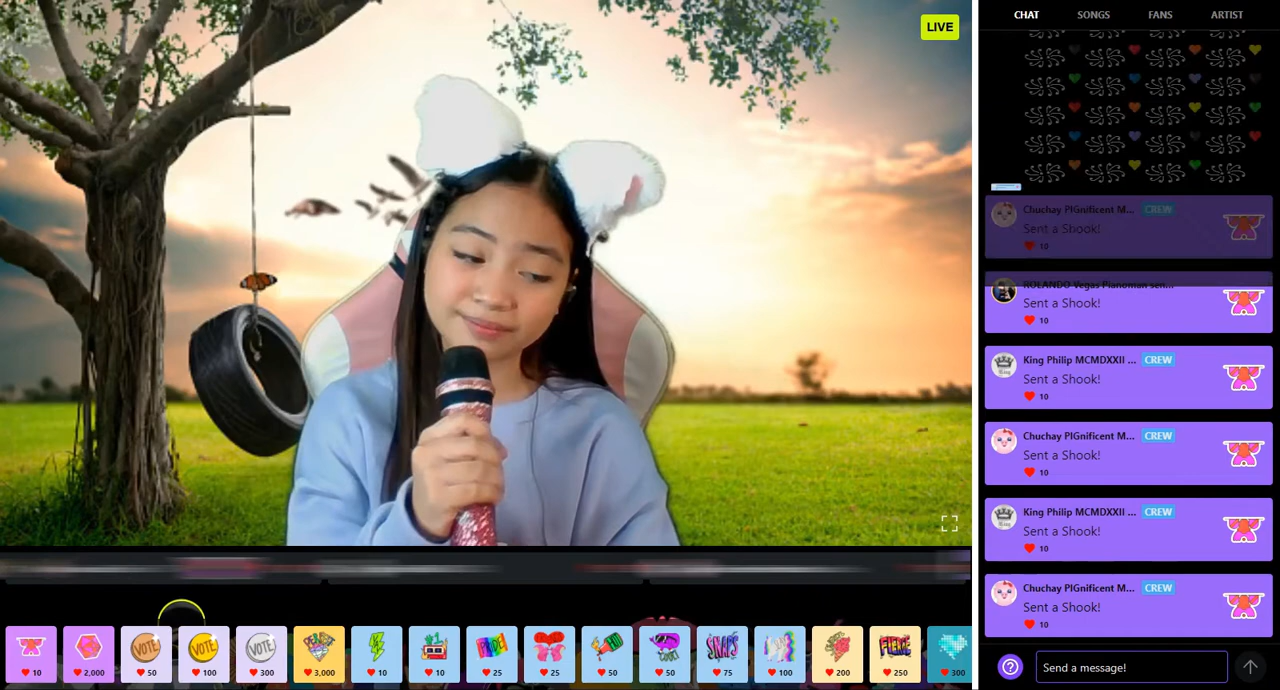 LIVE
CHAT SONGS FANS ARTIST
Chuchay PIGnificent M... CREW
Sent a Shook!
10
ROLANDO Vegas Pianoman sen...
Sent a Shook!
10
King Philip MCMDXXII ... CREW
Sent a Shook!
10
Chuchay PIGnificent M... CREW
Sent a Shook!
10
King Philip MCMDXXII ... CREW
Sent a Shook!
10
Chuchay PIGnificent M... CREW
Sent a Shook!
10
VOTE VOTE VOTE PRIDE SNAPS FIERCE
10 2,000 50 100 300 3,000 10 10 25 25 50 50 75 100 200 250 300
? Send a message!